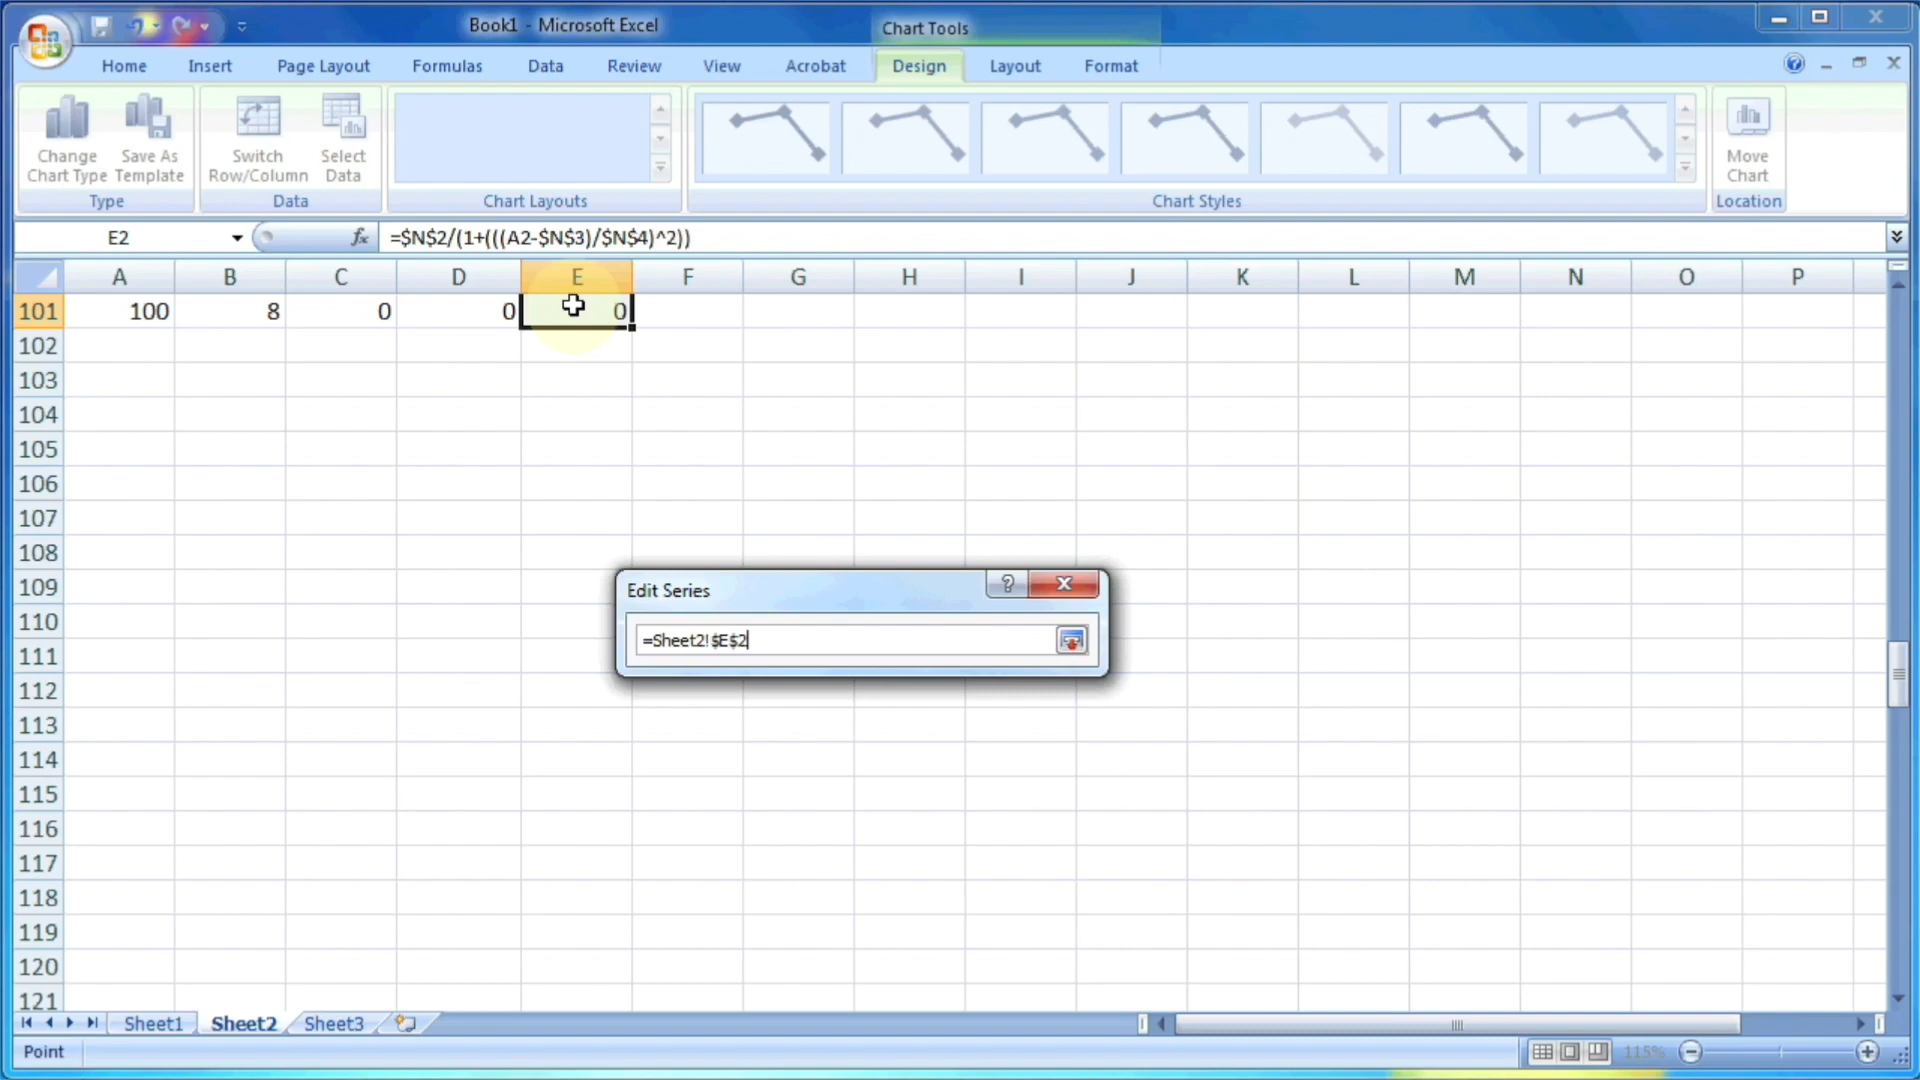 Book1 - Microsoft Excel
Chart Tools
Home Insert Page Layout Formulas Data Review View Acrobat Design Layout Format
Change Chart Type
Save As Template
Switch Row/Column
Select Data
Move Chart
Type Data Chart Layouts Chart Styles Location
E2 fx =$N$2/(1+(((A2-$N$3)/$N$4)^2))
A B C D E F G H I J K L M N O P
101 100 8 0 0 0
102
103
104
105
106
107
108
109
110
111
112
113
114
115
116
117
118
119
120
121
Edit Series
?
=Sheet2!$E$2
Sheet1 Sheet2 Sheet3
Point 115%